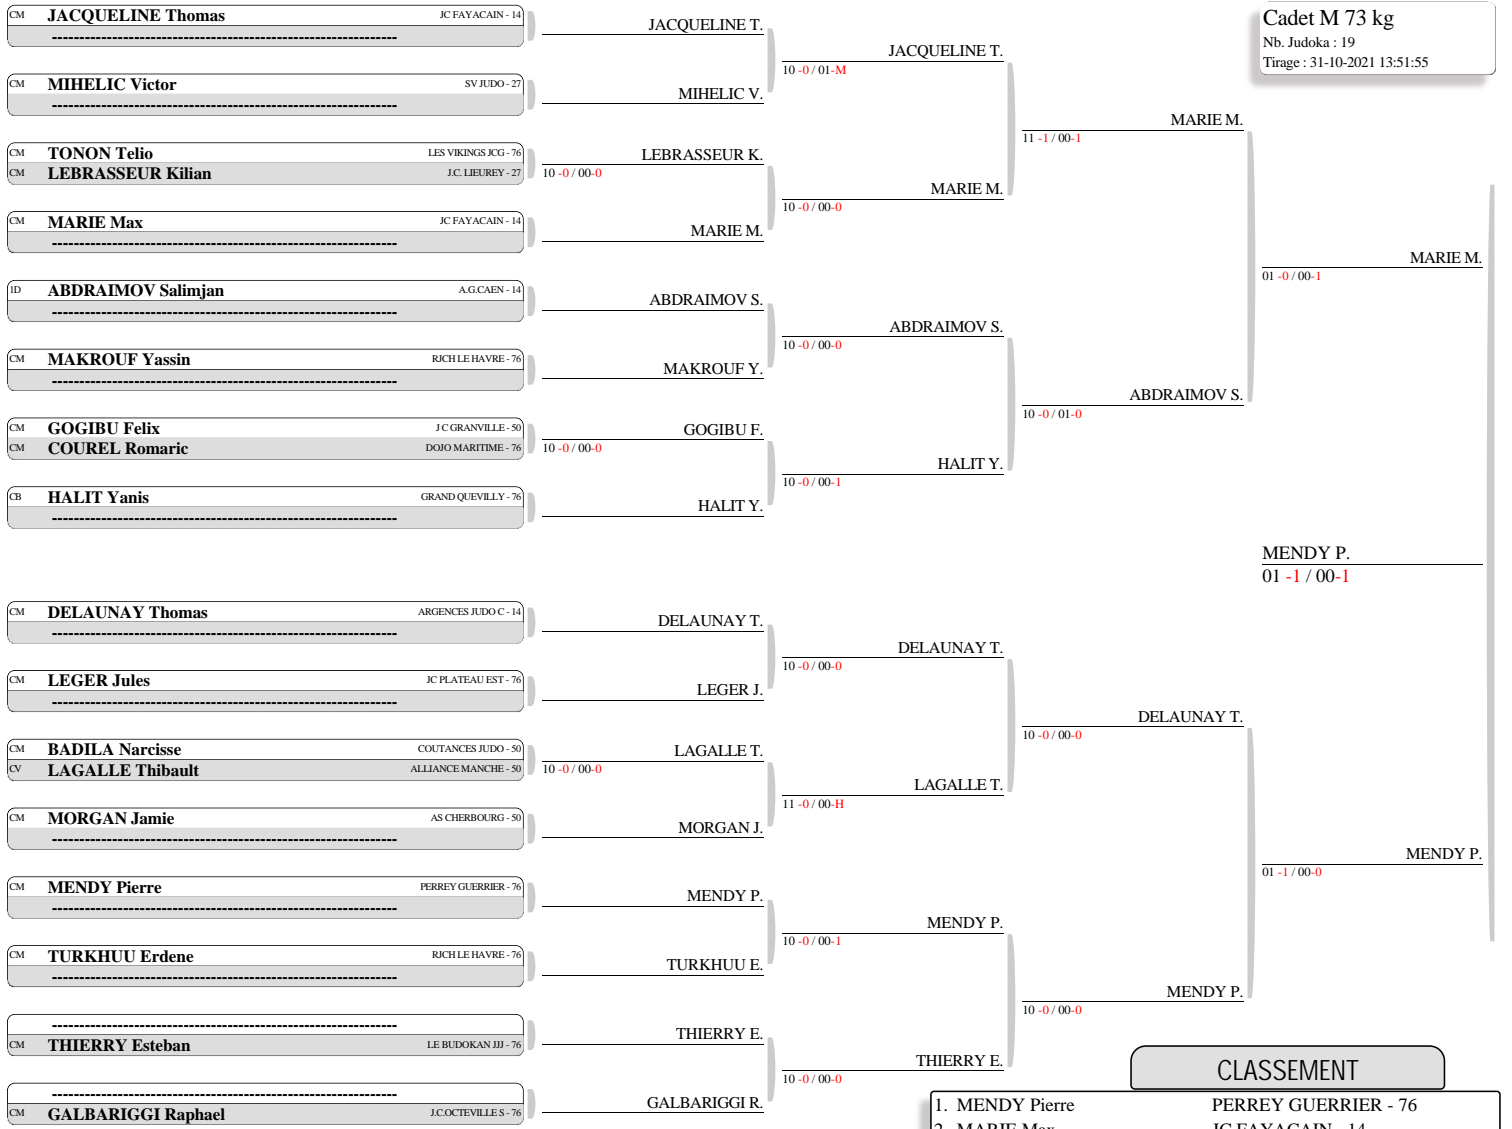 Cadet M 73 kg
Nb. Judoka : 19
Tirage : 31-10-2021 13:51:55
CM JACQUELINE Thomas JC FAYACAIN - 14
----------------------------------------------------------------
CM MIHELIC Victor SV JUDO - 27
----------------------------------------------------------------
CM TONON Telio LES VIKINGS JCG - 76
CM LEBRASSEUR Kilian J.C. LIEUREY - 27
CM MARIE Max JC FAYACAIN - 14
----------------------------------------------------------------
1D ABDRAIMOV Salimjan A.G.CAEN - 14
----------------------------------------------------------------
CM MAKROUF Yassin RJCH LE HAVRE - 76
----------------------------------------------------------------
CM GOGIBU Felix J C GRANVILLE - 50
CM COUREL Romaric DOJO MARITIME - 76
CB HALIT Yanis GRAND QUEVILLY - 76
----------------------------------------------------------------
CM DELAUNAY Thomas ARGENCES JUDO C - 14
----------------------------------------------------------------
CM LEGER Jules JC PLATEAU EST - 76
----------------------------------------------------------------
CM BADILA Narcisse COUTANCES JUDO - 50
CV LAGALLE Thibault ALLIANCE MANCHE - 50
CM MORGAN Jamie AS CHERBOURG - 50
----------------------------------------------------------------
CM MENDY Pierre PERREY GUERRIER - 76
----------------------------------------------------------------
CM TURKHUU Erdene RJCH LE HAVRE - 76
----------------------------------------------------------------
----------------------------------------------------------------
CM THIERRY Esteban LE BUDOKAN JJJ - 76
----------------------------------------------------------------
CM GALBARIGGI Raphael J.C.OCTEVILLE S - 76
JACQUELINE T.
MIHELIC V.
LEBRASSEUR K.
10 -0 / 00-0
MARIE M.
ABDRAIMOV S.
MAKROUF Y.
GOGIBU F.
10 -0 / 00-0
HALIT Y.
DELAUNAY T.
LEGER J.
LAGALLE T.
10 -0 / 00-0
MORGAN J.
MENDY P.
TURKHUU E.
THIERRY E.
GALBARIGGI R.
JACQUELINE T.
10 -0 / 01-M
MARIE M.
10 -0 / 00-0
ABDRAIMOV S.
10 -0 / 00-0
HALIT Y.
10 -0 / 00-1
DELAUNAY T.
10 -0 / 00-0
LAGALLE T.
11 -0 / 00-H
MENDY P.
10 -0 / 00-1
THIERRY E.
10 -0 / 00-0
MARIE M.
11 -1 / 00-1
ABDRAIMOV S.
10 -0 / 01-0
DELAUNAY T.
10 -0 / 00-0
MENDY P.
10 -0 / 00-0
MARIE M.
01 -0 / 00-1
MENDY P.
01 -1 / 00-0
MENDY P.
01 -1 / 00-1
CLASSEMENT
1. MENDY Pierre PERREY GUERRIER - 76
2. MARIE Max JC FAYACAIN - 14